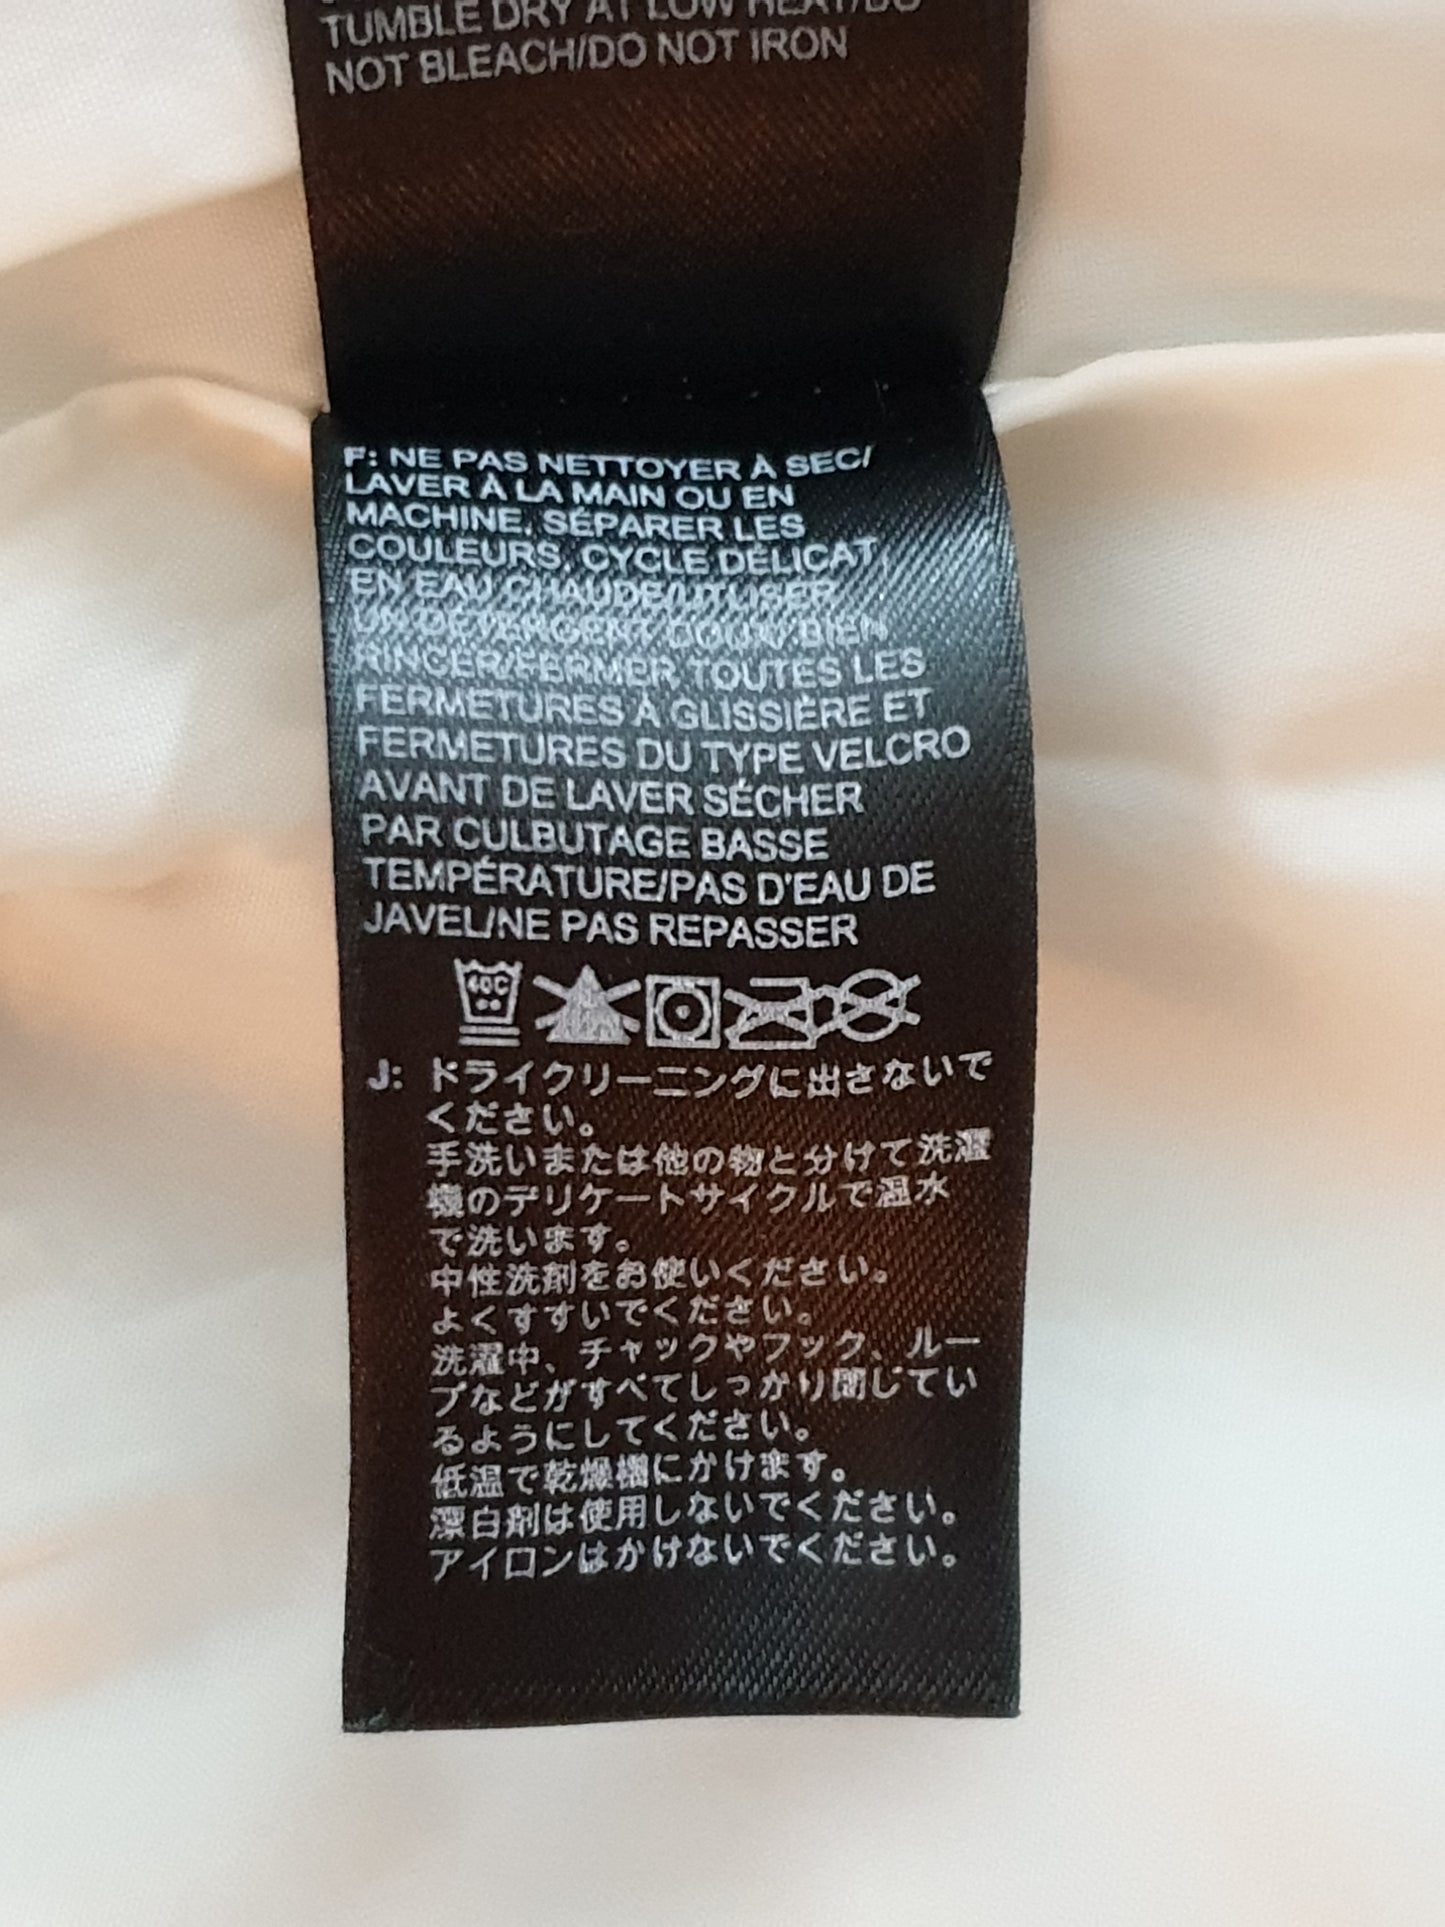 TUMBLE DRY AT LOW HEAT/DO
NOT BLEACH/DO NOT IRON
F: NE PAS NETTOYER À SEC/
LAVER À LA MAIN OU EN
MACHINE. SÉPARER LES
COULEURS. CYCLE DÉLICAT
EN EAU CHAUDE/UTLISER
UN DÉTERGENT DOUX/BIEN
RINCER/FERMER TOUTES LES
FERMETURES À GLISSIÈRE ET
FERMETURES DU TYPE VELCRO
AVANT DE LAVER SÉCHER
PAR CULBUTAGE BASSE
TEMPÉRATURE/PAS D'EAU DE
JAVEL/NE PAS REPASSER
40C
J: ドライクリーニングに出さないで
ください。
手洗いまたは他の物と分けて洗濯
機のデリケートサイクルで温水
で洗います。
中性洗剤をお使いください。
よくすすいでください。
洗濯中、チャックやフック、ルー
プなどがすべてしっかり閉じてい
るようにしてください。
低温で乾燥機にかけます。
漂白剤は使用しないでください。
アイロンはかけないでください。